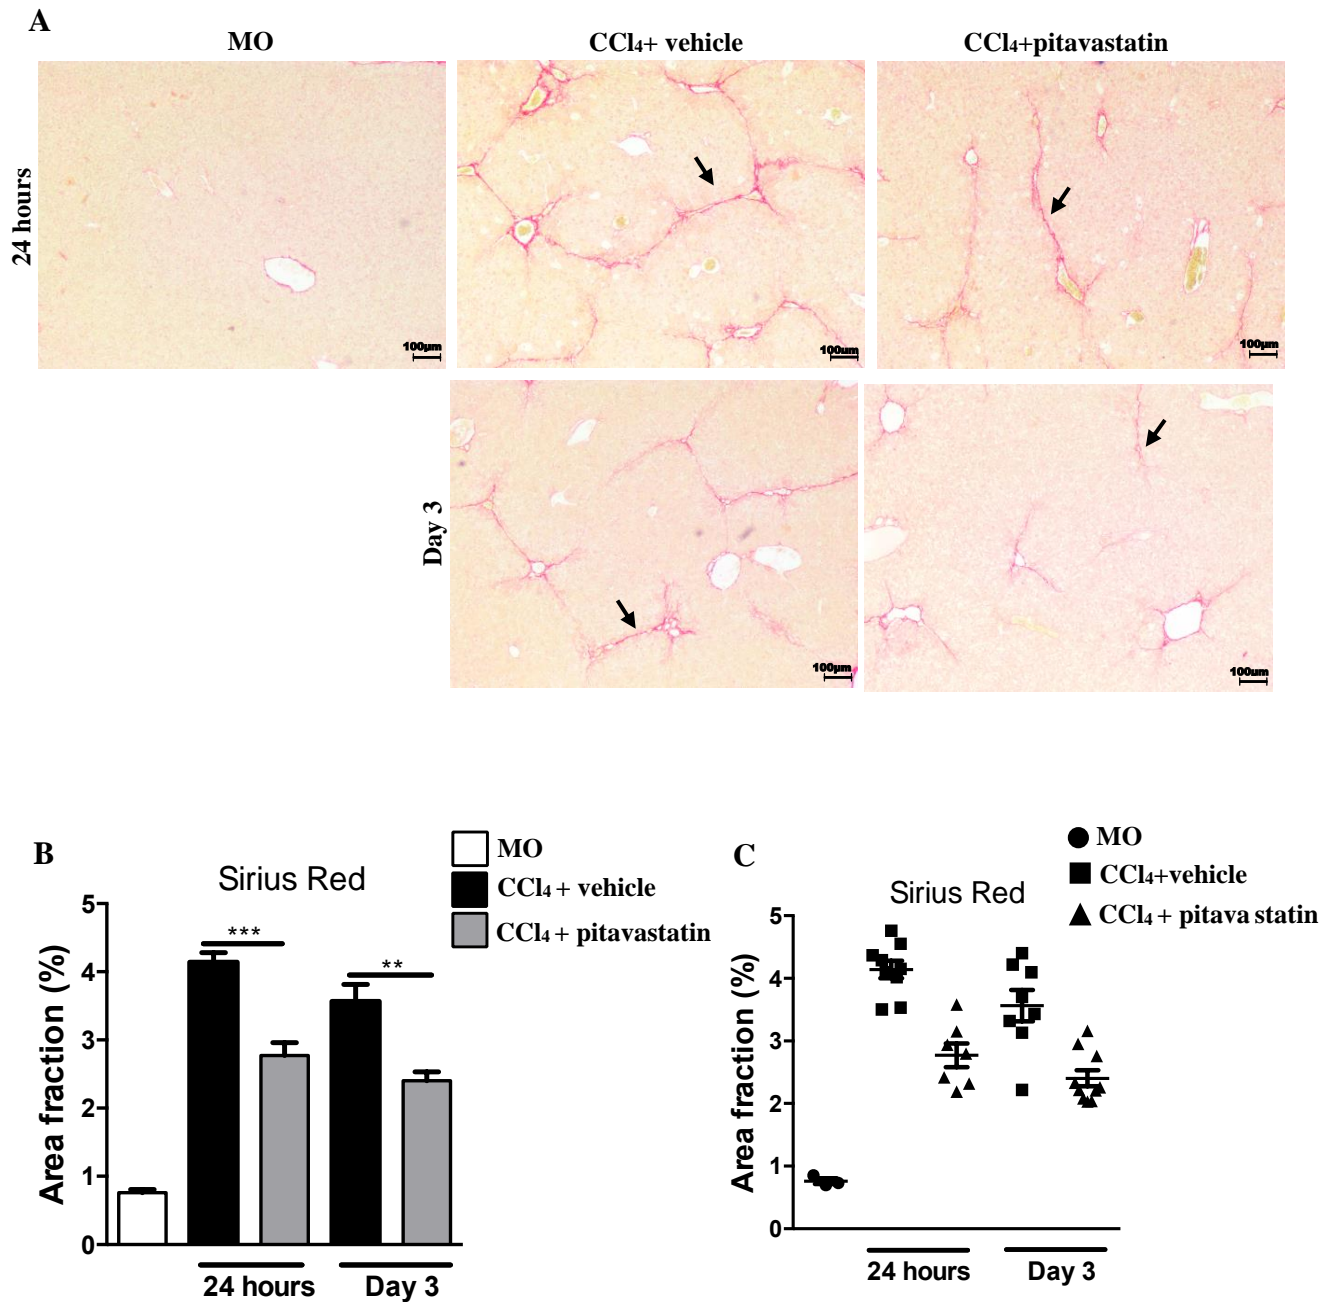 A
MO
CCl4+ vehicle
CCl4+pitavastatin
24 hours
100µm
100um
100µm
Day 3
100µm
100µm
B
MO
CCl4 + vehicle
CCl4 + pitavastatin
Sirius Red
Area fraction (%)
5
4
3
2
1
0
***
**
24 hours
Day 3
C
MO
CCl4+vehicle
CCl4 + pitava statin
Sirius Red
Area fraction (%)
5
4
3
2
1
0
24 hours
Day 3